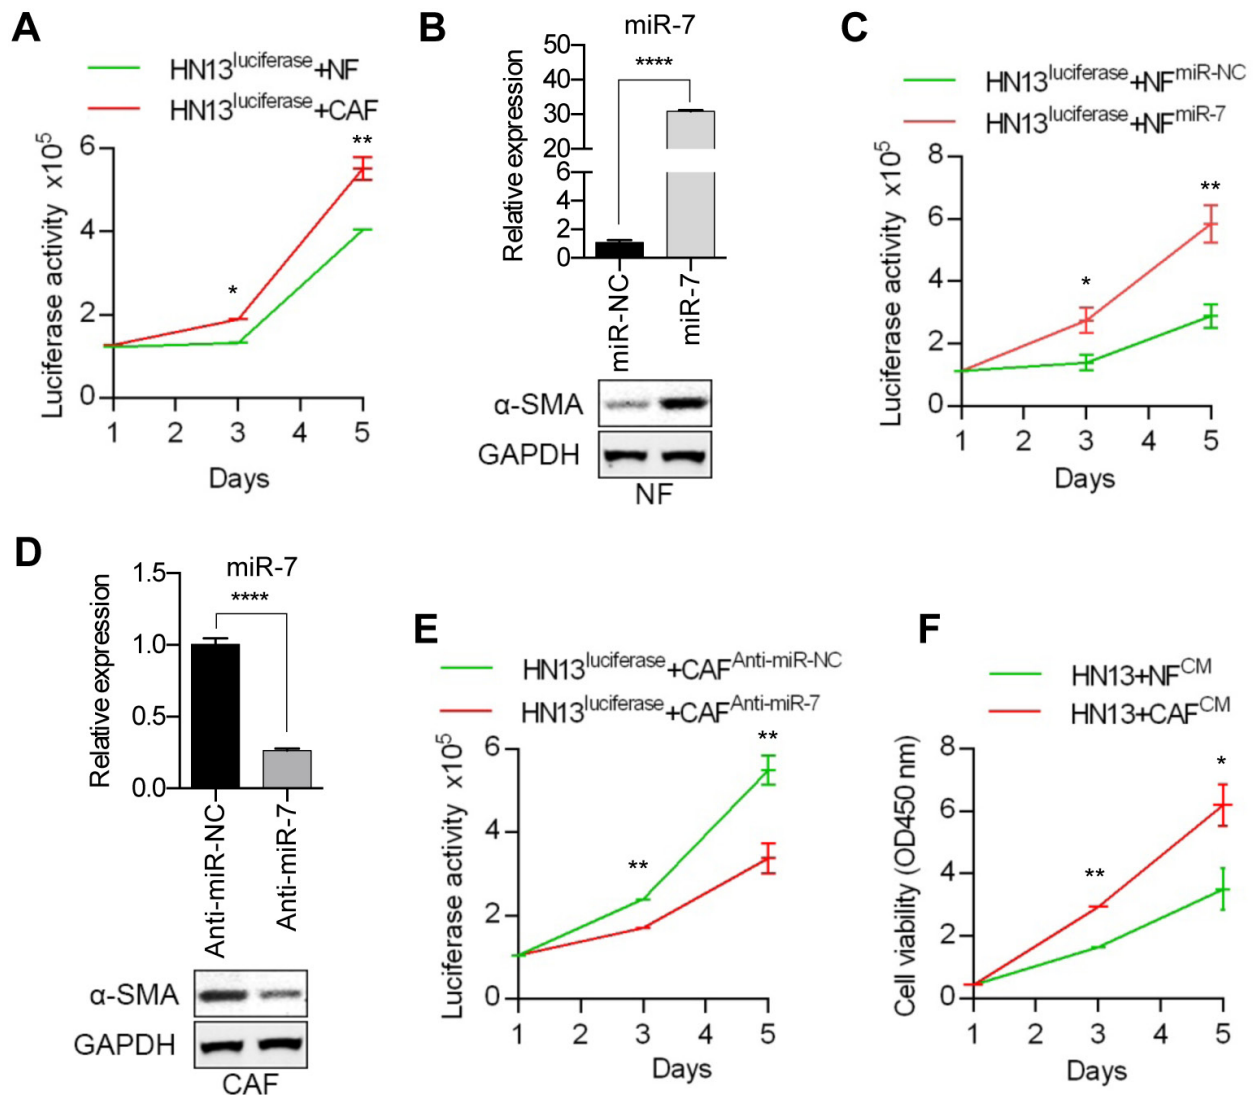 A
HN13luciferase+NF
HN13luciferase+CAF
Luciferase activity x105
6
4
2
0
**
*
1 2 3 4 5
Days
B
miR-7
Relative expression
50
40
30
20
****
Relative expression
6
4
2
0
miR-NC
miR-7
α-SMA
GAPDH
NF
C
HN13luciferase+NFmiR-NC
HN13luciferase+NFmiR-7
Luciferase activity x105
8
6
4
2
0
**
*
1 2 3 4 5
Days
D
miR-7
Relative expression
1.5
1.0
0.5
0.0
****
Anti-miR-NC
Anti-miR-7
α-SMA
GAPDH
CAF
E
HN13luciferase+CAFAnti-miR-NC
HN13luciferase+CAFAnti-miR-7
Luciferase activity x105
6
4
2
0
**
**
1 2 3 4 5
Days
F
HN13+NFCM
HN13+CAFCM
Cell viability (OD450 nm)
8
6
4
2
0
*
**
1 2 3 4 5
Days